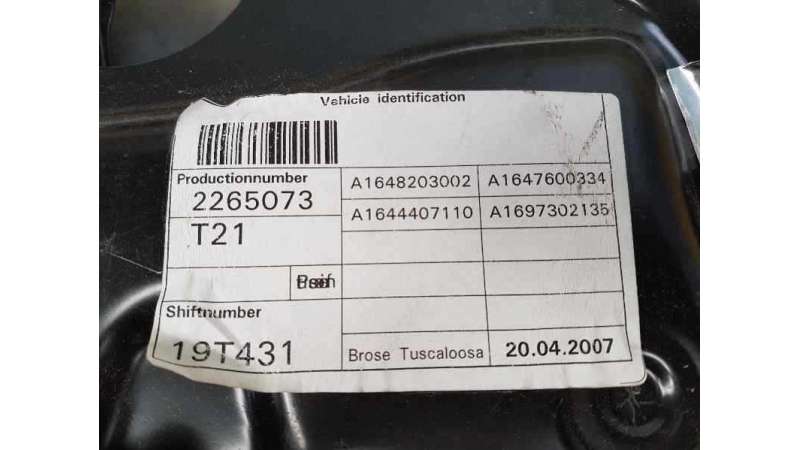 Vehicle identification
Productionnumber
2265073
A1648203002 A1647600334
T21
A1644407110 A1697302135
Shiftnumber
19T431
Brose Tuscaloosa 20.04.2007